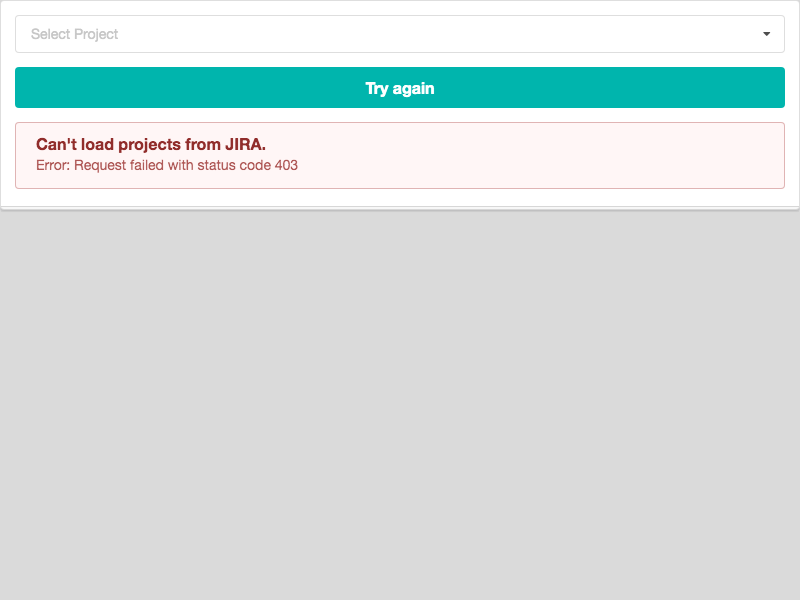 Select Project
Try again
Can't load projects from JIRA.
Error: Request failed with status code 403